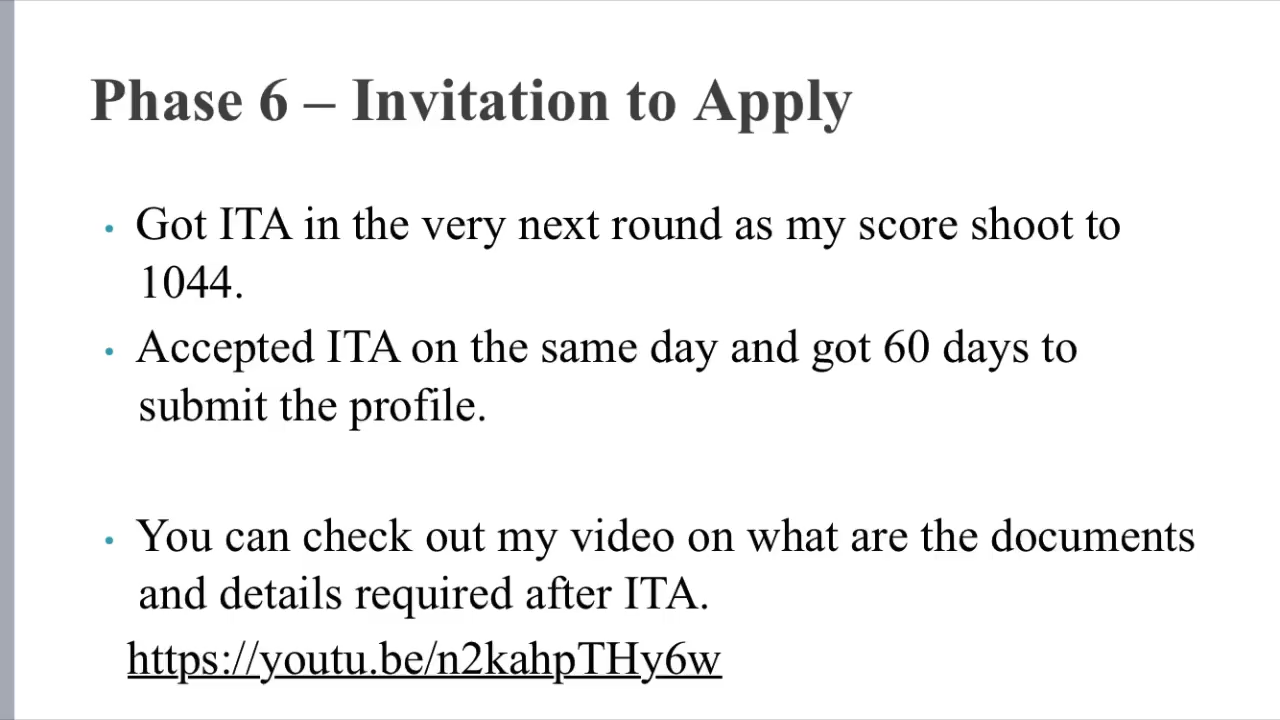 Phase 6 – Invitation to Apply
• Got ITA in the very next round as my score shoot to
1044.
• Accepted ITA on the same day and got 60 days to
submit the profile.
• You can check out my video on what are the documents
and details required after ITA.
https://youtu.be/n2kahpTHy6w